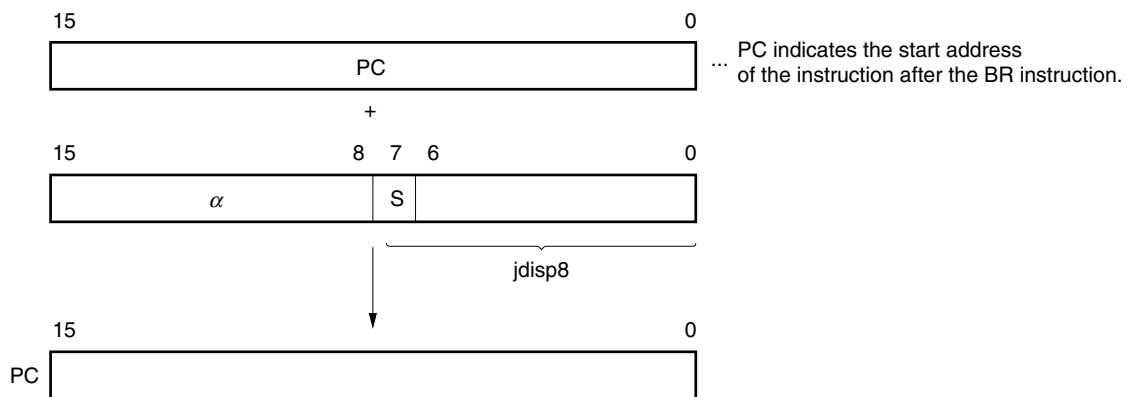 15 0
PC
... PC indicates the start address
of the instruction after the BR instruction.
+
15 8 7 6 0
α S
jdisp8
15 0
PC